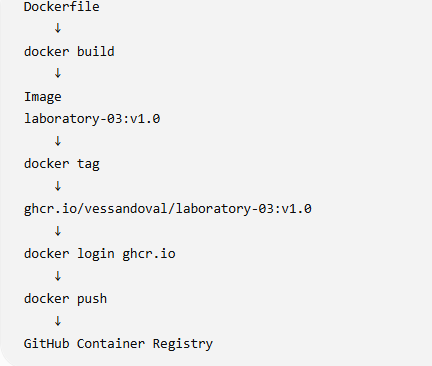 Dockerfile
↓
docker build
↓
Image
laboratory-03:v1.0
↓
docker tag
↓
ghcr.io/vessandoval/laboratory-03:v1.0
↓
docker login ghcr.io
↓
docker push
↓
GitHub Container Registry